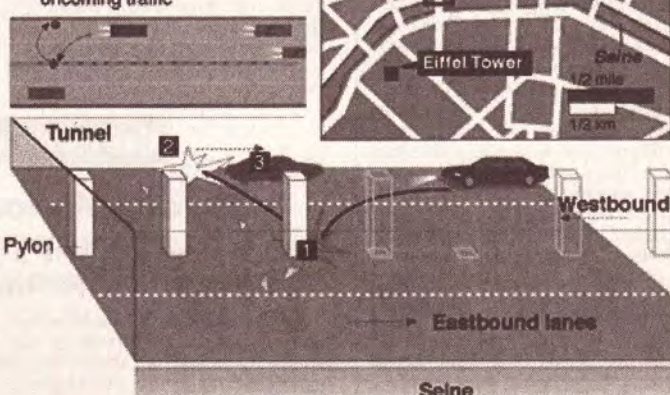 oncoming traffic
Eiffel Tower
Seine
1/2 mile
1/2 km
Tunnel
2
3
Westbound
Pylon
1
Eastbound lanes
Seine